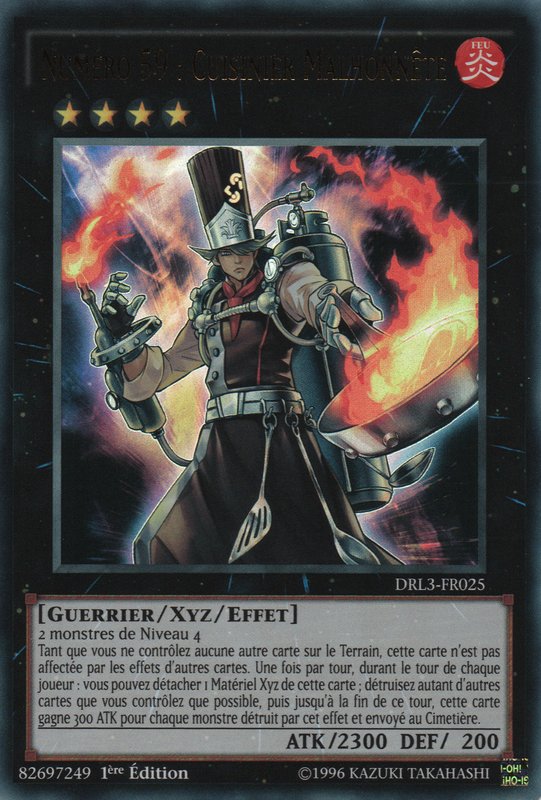 Numéro 59 : Cuisinier Malhonnête
FEU
炎
59
DRL3-FR025
[Guerrier/Xyz/Effet]
2 monstres de Niveau 4
Tant que vous ne contrôlez aucune autre carte sur le Terrain, cette carte n'est pas
affectée par les effets d'autres cartes. Une fois par tour, durant le tour de chaque
joueur : vous pouvez détacher 1 Matériel Xyz de cette carte ; détruisez autant d'autres
cartes que vous contrôlez que possible, puis jusqu'à la fin de ce tour, cette carte
gagne 300 ATK pour chaque monstre détruit par cet effet et envoyé au Cimetière.
ATK/2300 DEF/ 200
82697249 1ère Édition ©1996 KAZUKI TAKAHASHI